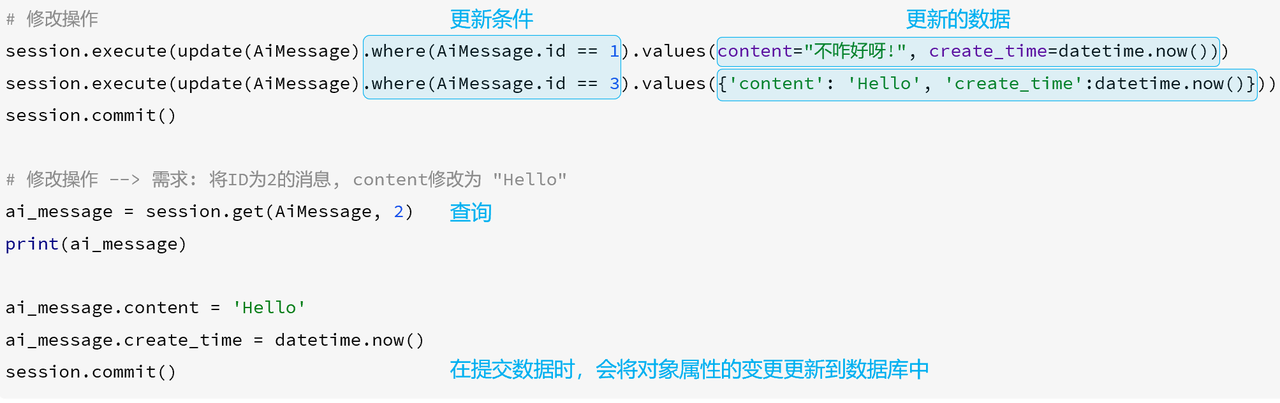 # 修改操作
更新条件
更新的数据
session.execute(update(AiMessage).where(AiMessage.id == 1).values(content="不咋好呀!", create_time=datetime.now()))
session.execute(update(AiMessage).where(AiMessage.id == 3).values({'content': 'Hello', 'create_time':datetime.now()}))
session.commit()
# 修改操作 --> 需求: 将ID为2的消息, content修改为 "Hello"
ai_message = session.get(AiMessage, 2)
查询
print(ai_message)
ai_message.content = 'Hello'
ai_message.create_time = datetime.now()
session.commit()
在提交数据时，会将对象属性的变更更新到数据库中